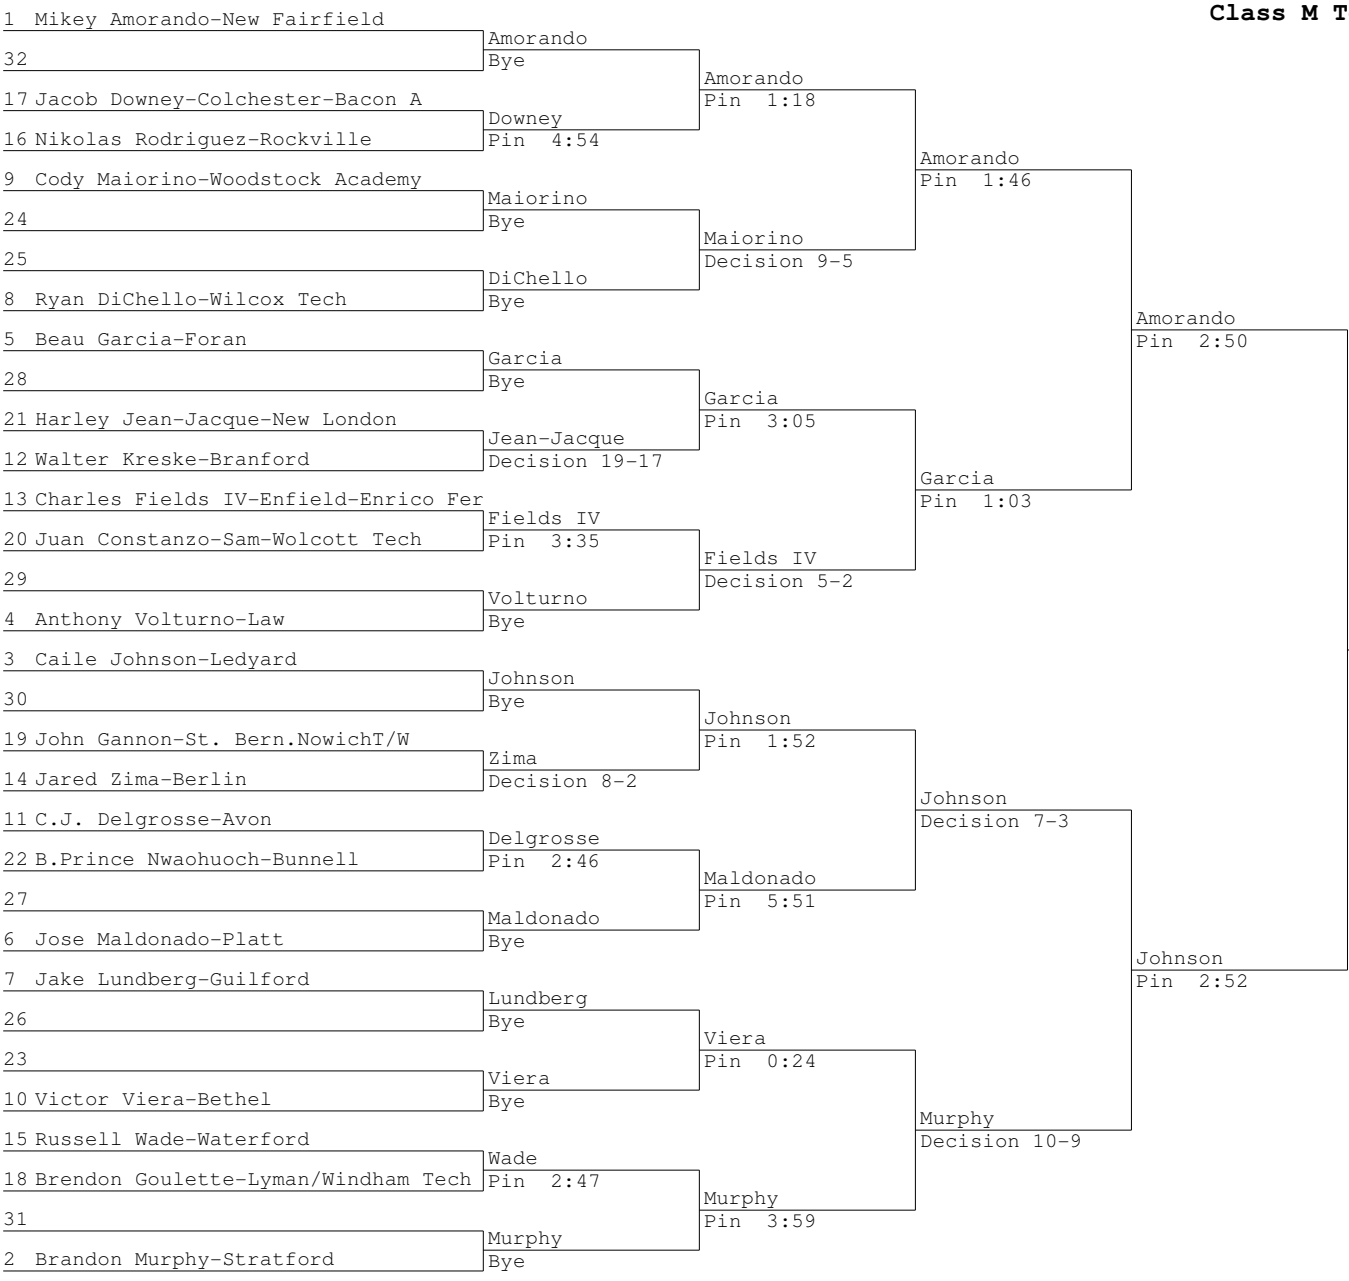 Class M T
1 Mikey Amorando-New Fairfield
Amorando
32
Bye
Amorando
Pin 1:18
17 Jacob Downey-Colchester-Bacon A
Downey
16 Nikolas Rodriguez-Rockville
Pin 4:54
Amorando
Pin 1:46
9 Cody Maiorino-Woodstock Academy
Maiorino
24
Bye
Maiorino
Decision 9-5
25
DiChello
8 Ryan DiChello-Wilcox Tech
Bye
Amorando
Pin 2:50
5 Beau Garcia-Foran
Garcia
28
Bye
Garcia
Pin 3:05
21 Harley Jean-Jacque-New London
Jean-Jacque
12 Walter Kreske-Branford
Decision 19-17
Garcia
Pin 1:03
13 Charles Fields IV-Enfield-Enrico Fer
Fields IV
20 Juan Constanzo-Sam-Wolcott Tech
Pin 3:35
Fields IV
Decision 5-2
29
Volturno
4 Anthony Volturno-Law
Bye
3 Caile Johnson-Ledyard
Johnson
30
Bye
Johnson
Pin 1:52
19 John Gannon-St. Bern.NowichT/W
Zima
14 Jared Zima-Berlin
Decision 8-2
Johnson
Decision 7-3
11 C.J. Delgrosse-Avon
Delgrosse
22 B.Prince Nwaohuoch-Bunnell
Pin 2:46
Maldonado
Pin 5:51
27
Maldonado
6 Jose Maldonado-Platt
Bye
Johnson
Pin 2:52
7 Jake Lundberg-Guilford
Lundberg
26
Bye
Viera
Pin 0:24
23
Viera
10 Victor Viera-Bethel
Bye
Murphy
Decision 10-9
15 Russell Wade-Waterford
Wade
18 Brendon Goulette-Lyman/Windham Tech
Pin 2:47
Murphy
Pin 3:59
31
Murphy
2 Brandon Murphy-Stratford
Bye